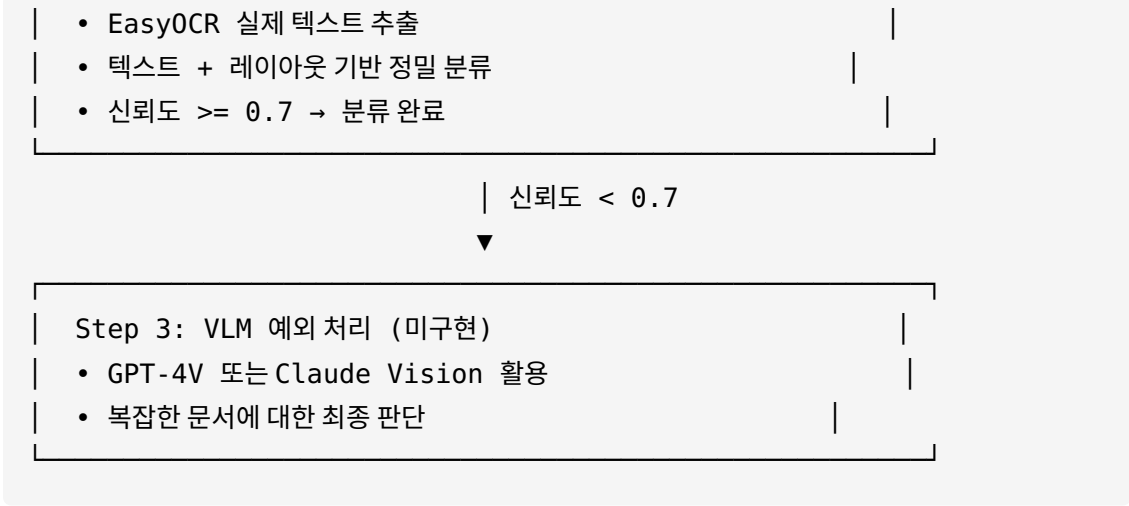 • EasyOCR 실제 텍스트 추출
• 텍스트 + 레이아웃 기반 정밀 분류
• 신뢰도 >= 0.7 → 분류 완료
신뢰도 < 0.7
▼
Step 3: VLM 예외 처리 (미구현)
• GPT-4V 또는 Claude Vision 활용
• 복잡한 문서에 대한 최종 판단